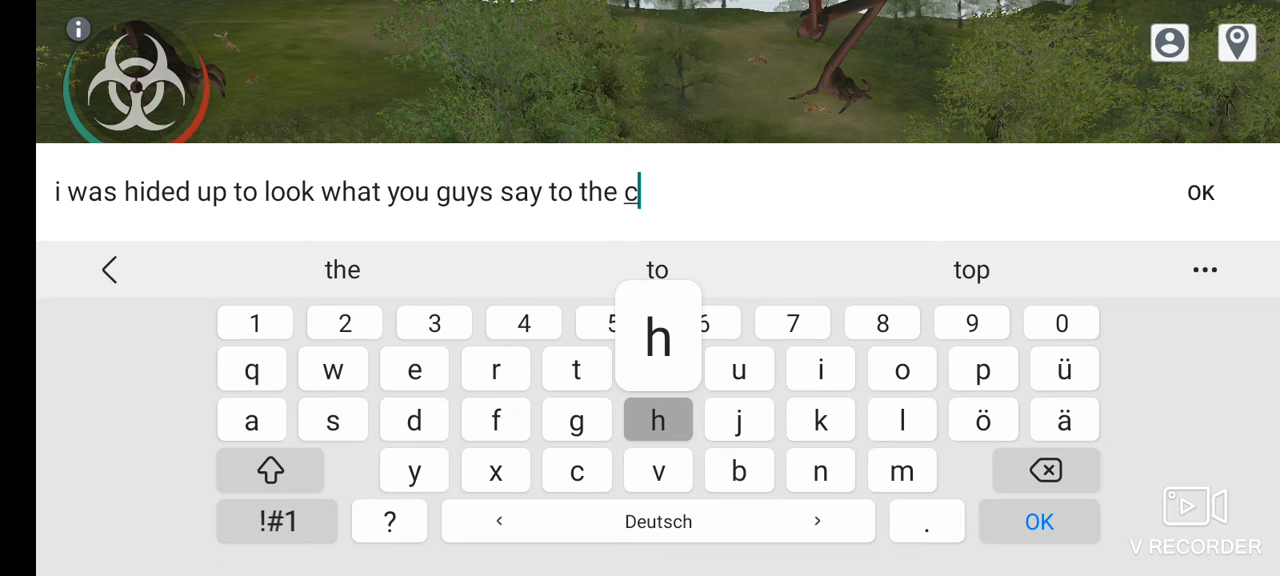 i
i was hided up to look what you guys say to the c
OK
the to top •••
1 2 3 4 5 6 7 8 9 0
h
q w e r t u i o p ü
a s d f g h j k l ö ä
y x c v b n m
!#1 ? < Deutsch > . OK
V RECORDER